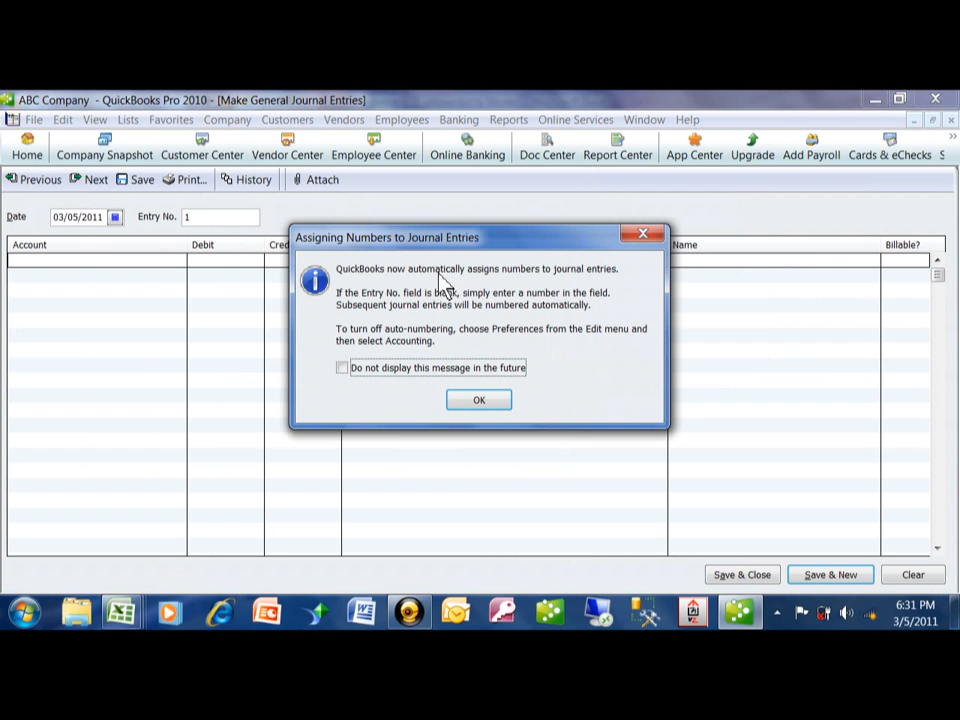 ABC Company - QuickBooks Pro 2010 - [Make General Journal Entries]
File Edit View Lists Favorites Company Customers Vendors Employees Banking Reports Online Services Window Help
Home Company Snapshot Customer Center Vendor Center Employee Center Online Banking Doc Center Report Center App Center Upgrade Add Payroll Cards & eChecks S
Previous Next Save Print... History Attach
Date 03/05/2011 Entry No. 1
Account Debit Cred Name Billable?
Assigning Numbers to Journal Entries
QuickBooks now automatically assigns numbers to journal entries.
If the Entry No. field is simply enter a number in the field.
Subsequent journal entries will be numbered automatically.
To turn off auto-numbering, choose Preferences from the Edit menu and
then select Accounting.
Do not display this message in the future
OK
Save & Close Save & New Clear
6:31 PM
3/5/2011